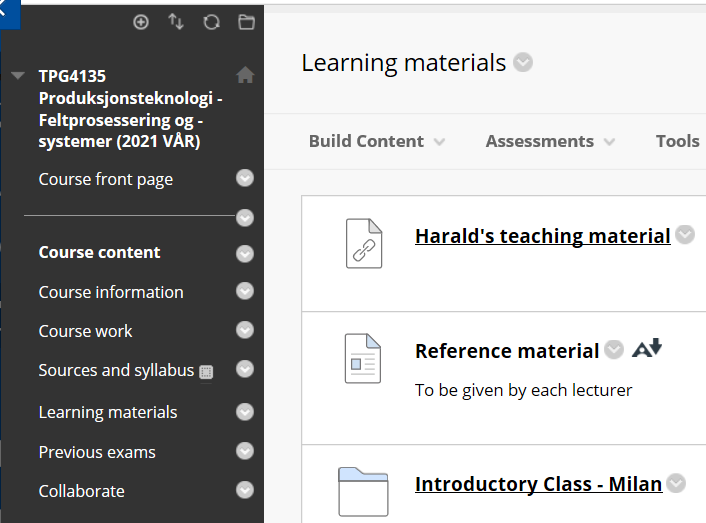 TPG4135
Produksjonsteknologi -
Feltprosessering og -
systemer (2021 VÅR)
Course front page
Course content
Course information
Course work
Sources and syllabus
Learning materials
Previous exams
Collaborate
Learning materials
Build Content
Assessments
Tools
Harald's teaching material
Reference material
To be given by each lecturer
Introductory Class - Milan